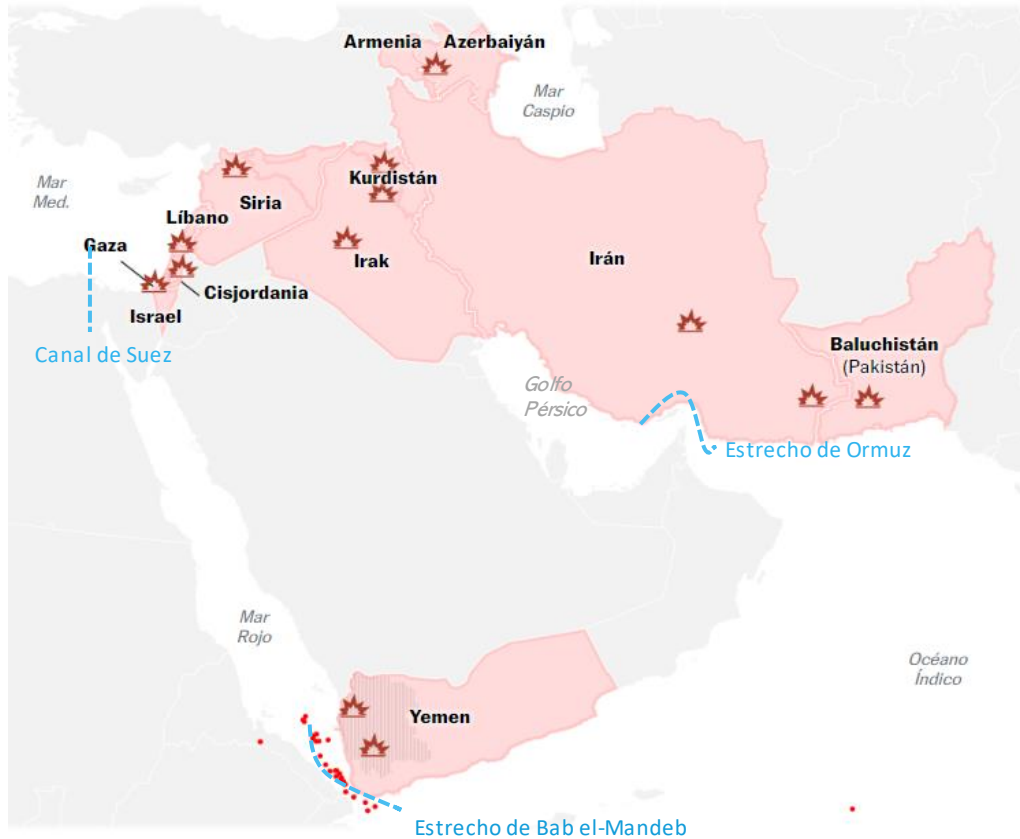 Armenia Azerbaiyán
Mar
Caspio
Mar
Med.
Kurdistán
Siria
Líbano
Gaza
Irak
Irán
Cisjordania
Israel
Canal de Suez
Baluchistán
(Pakistán)
Golfo
Pérsico
Estrecho de Ormuz
Mar
Rojo
Océano
Índico
Yemen
Estrecho de Bab el-Mandeb